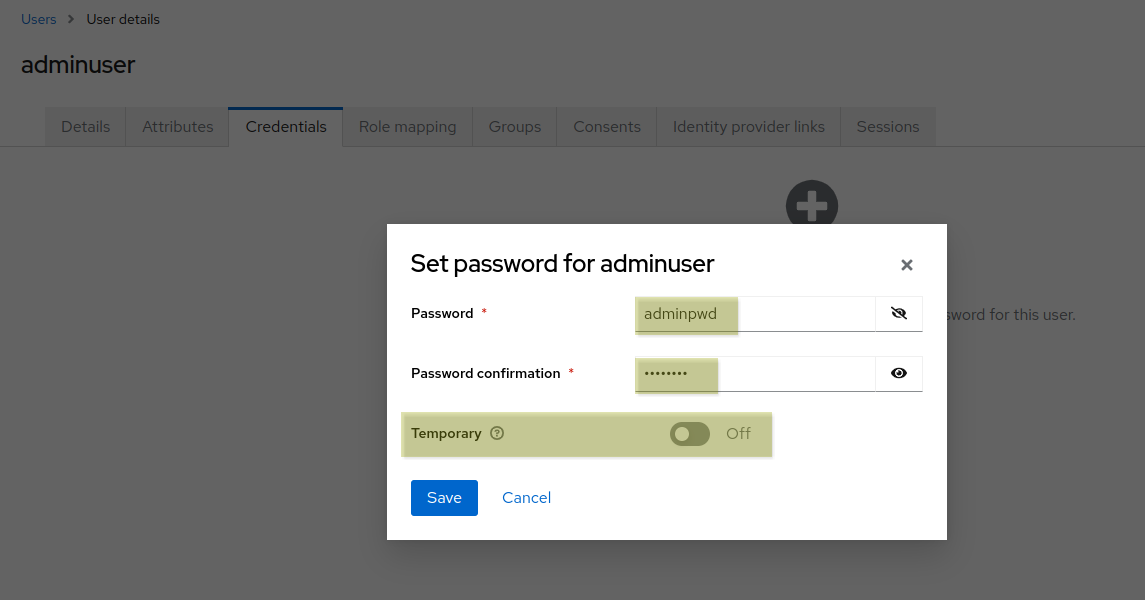 Users > User details
adminuser
Details Attributes Credentials Role mapping Groups Consents Identity provider links Sessions
Set password for adminuser
Password * adminpwd
sword for this user.
Password confirmation * ••••••••
Temporary Off
Save Cancel